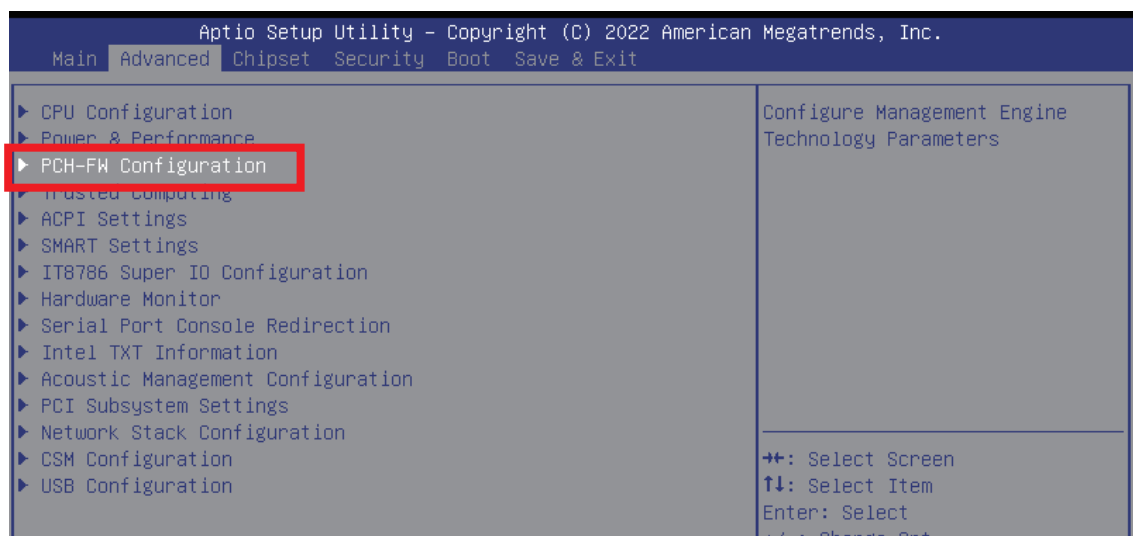 Aptio Setup Utility – Copyright (C) 2022 American Megatrends, Inc.
Main Advanced Chipset Security Boot Save & Exit
CPU Configuration
Power & Performance
PCH-FW Configuration
Trusted Computing
ACPI Settings
SMART Settings
IT8786 Super IO Configuration
Hardware Monitor
Serial Port Console Redirection
Intel TXT Information
Acoustic Management Configuration
PCI Subsystem Settings
Network Stack Configuration
CSM Configuration
USB Configuration
Configure Management Engine
Technology Parameters
→←: Select Screen
↑↓: Select Item
Enter: Select